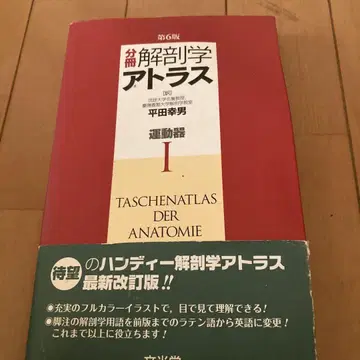 第6版
分冊 解剖学
アトラス
[訳]
平田幸男
運動器
I
TASCHENATLAS
DER
ANATOMIE
待望のハンディー解剖学アトラス
最新改訂版!!
●充実のフルカラーイラストで，目で見て理解できる!
●脚注の解剖学用語を前版までのラテン語から英語に変更!
これまで以上に役立ちます!
文光堂